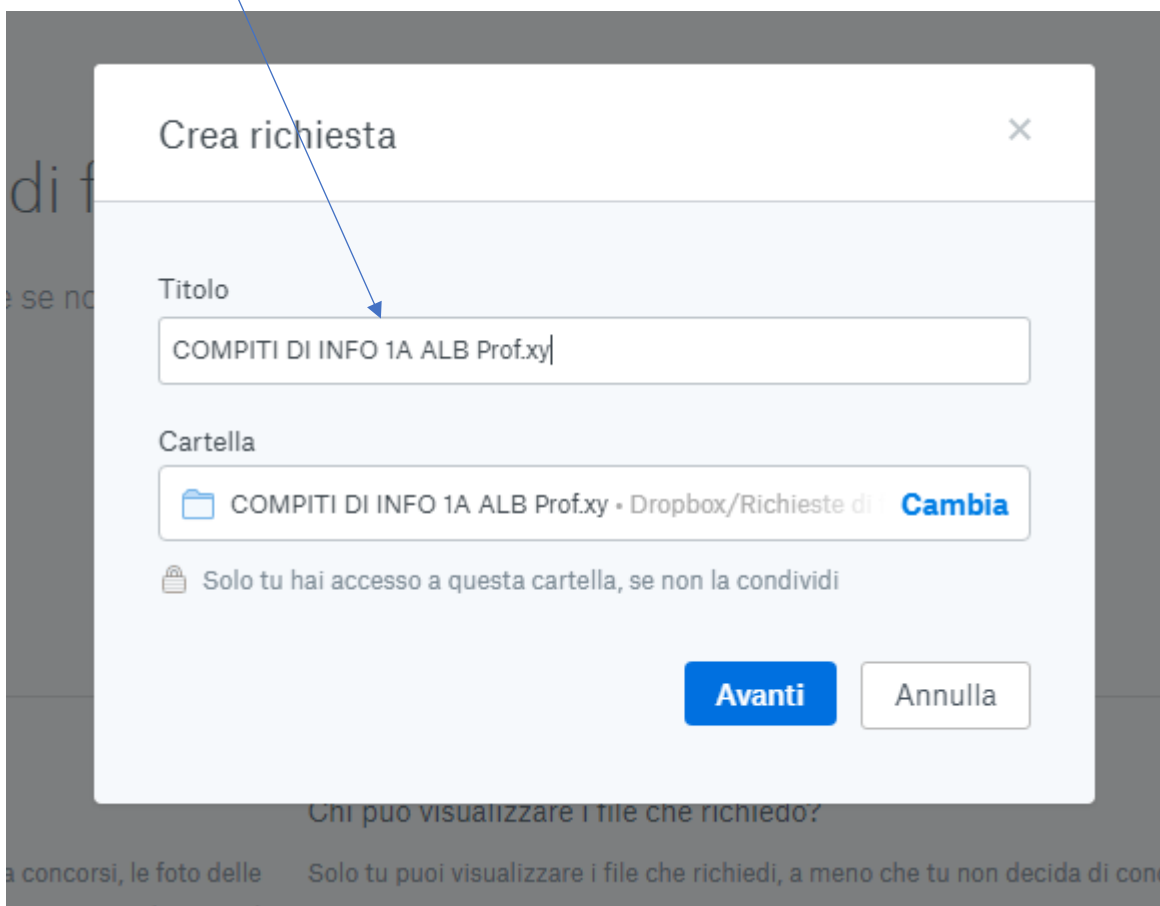 Crea richiesta
di f
e se no
Titolo
COMPITI DI INFO 1A ALB Prof.xy
Cartella
COMPITI DI INFO 1A ALB Prof.xy • Dropbox/Richieste di Cambia
Solo tu hai accesso a questa cartella, se non la condividi
Avanti Annulla
Chi può visualizzare i file che richiedo?
a concorsi, le foto delle Solo tu puoi visualizzare i file che richiedi, a meno che tu non decida di con